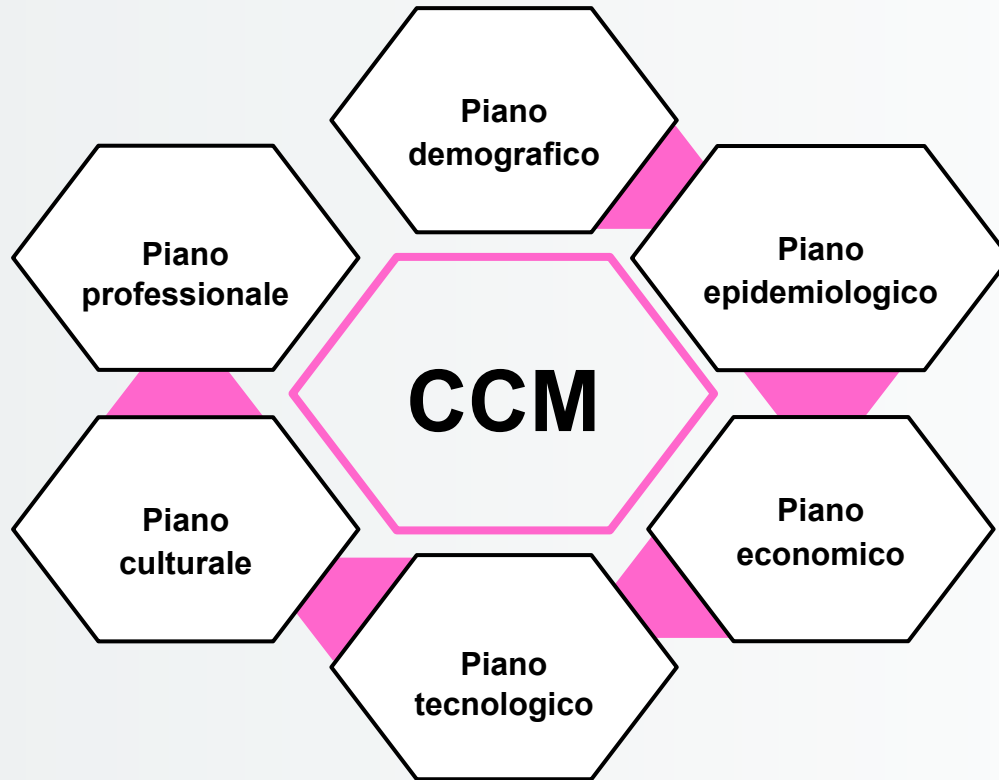 Piano
demografico
Piano
epidemiologico
Piano
economico
Piano
tecnologico
Piano
culturale
Piano
professionale
CCM